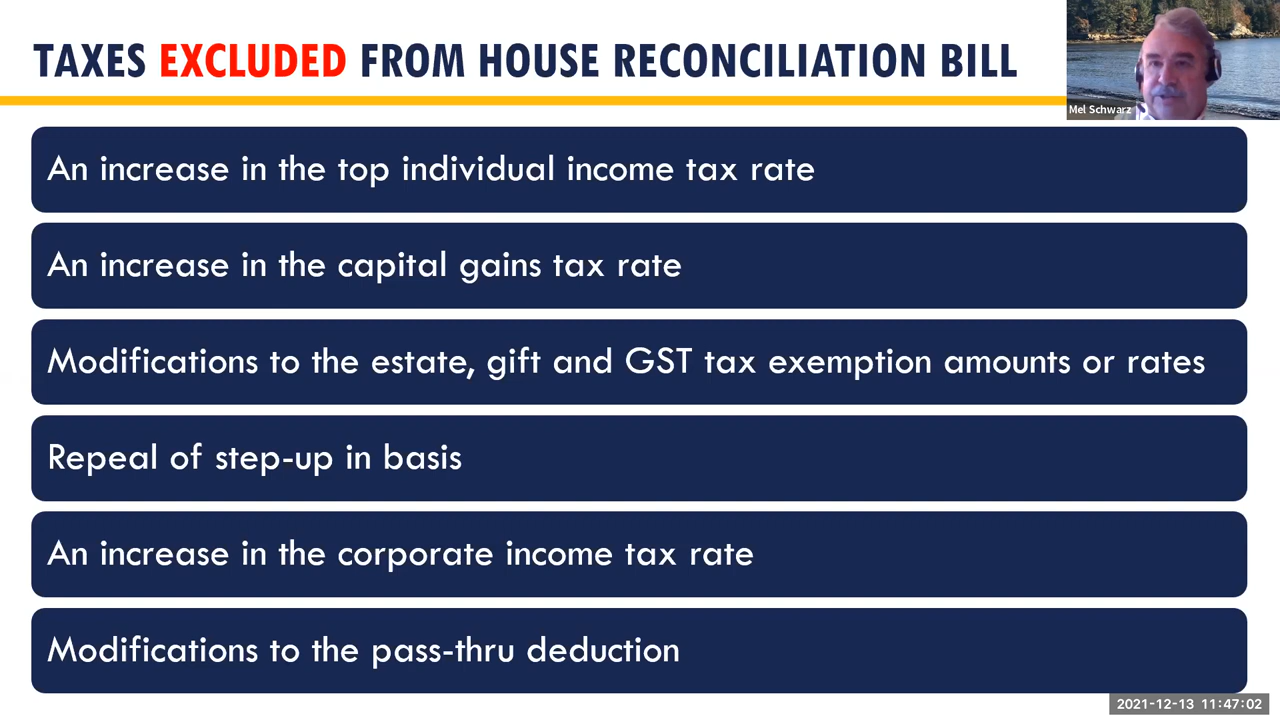 TAXES EXCLUDED FROM HOUSE RECONCILIATION BILL
Mel Schwarz
An increase in the top individual income tax rate
An increase in the capital gains tax rate
Modifications to the estate, gift and GST tax exemption amounts or rates
Repeal of step-up in basis
An increase in the corporate income tax rate
Modifications to the pass-thru deduction
2021-12-13 11:47:02